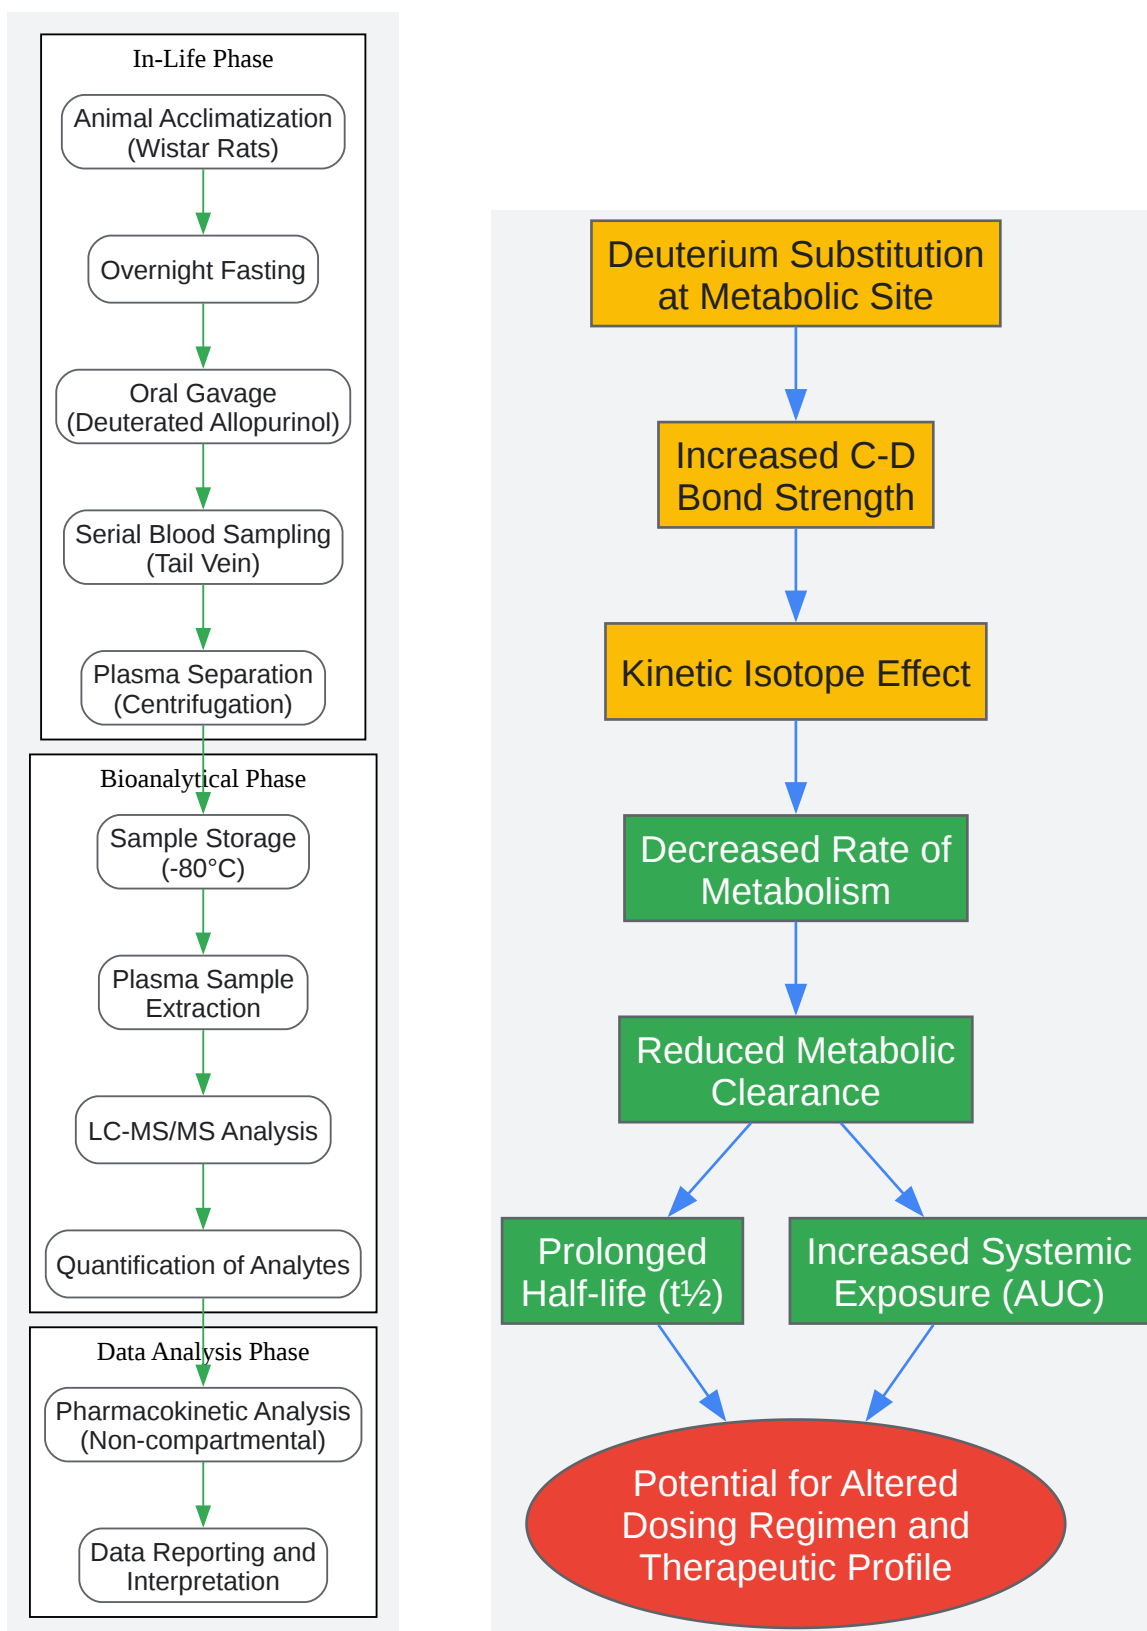 In-Life Phase
Animal Acclimatization
(Wistar Rats)
Overnight Fasting
Oral Gavage
(Deuterated Allopurinol)
Serial Blood Sampling
(Tail Vein)
Plasma Separation
(Centrifugation)
Bioanalytical Phase
Sample Storage
(-80°C)
Plasma Sample
Extraction
LC-MS/MS Analysis
Quantification of Analytes
Data Analysis Phase
Pharmacokinetic Analysis
(Non-compartmental)
Data Reporting and
Interpretation
Deuterium Substitution
at Metabolic Site
Increased C-D
Bond Strength
Kinetic Isotope Effect
Decreased Rate of
Metabolism
Reduced Metabolic
Clearance
Prolonged
Half-life (t½)
Increased Systemic
Exposure (AUC)
Potential for Altered
Dosing Regimen and
Therapeutic Profile